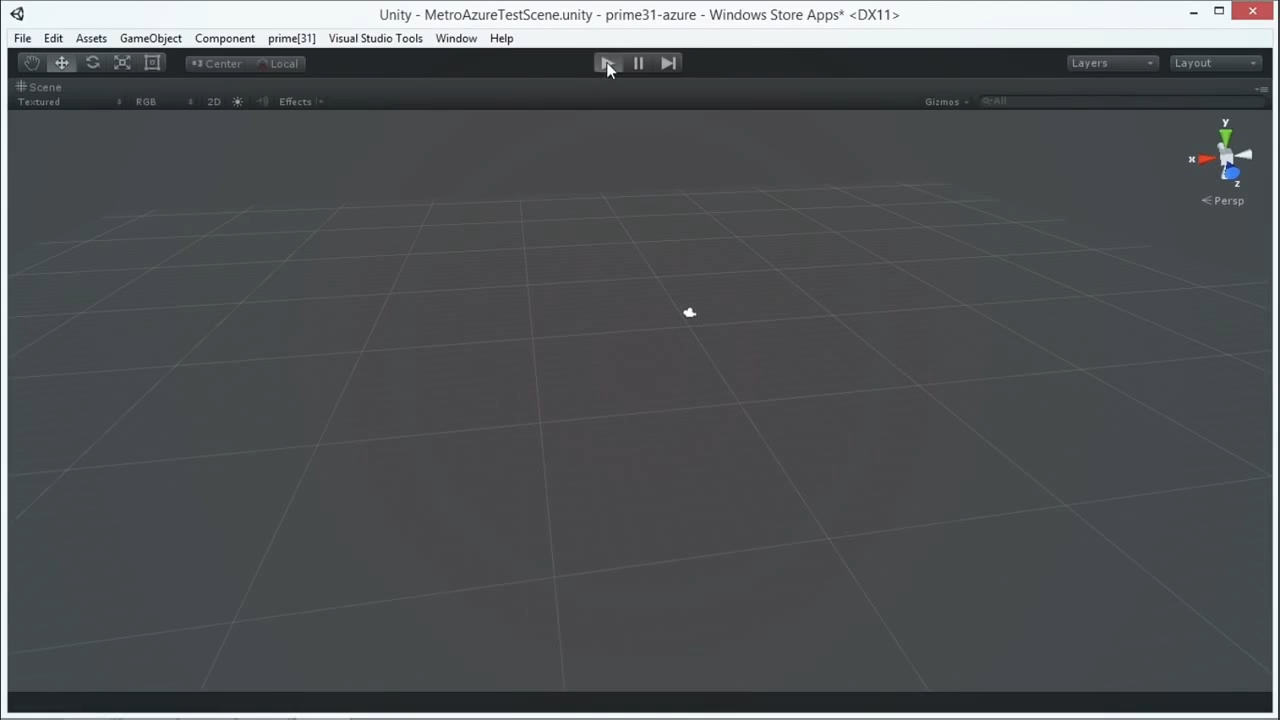 Unity - MetroAzureTestScene.unity - prime31-azure - Windows Store Apps* <DX11>
File Edit Assets GameObject Component prime[31] Visual Studio Tools Window Help
Center Local Layers Layout
Scene
Textured RGB 2D Effects Gizmos All
y
x
z
Persp